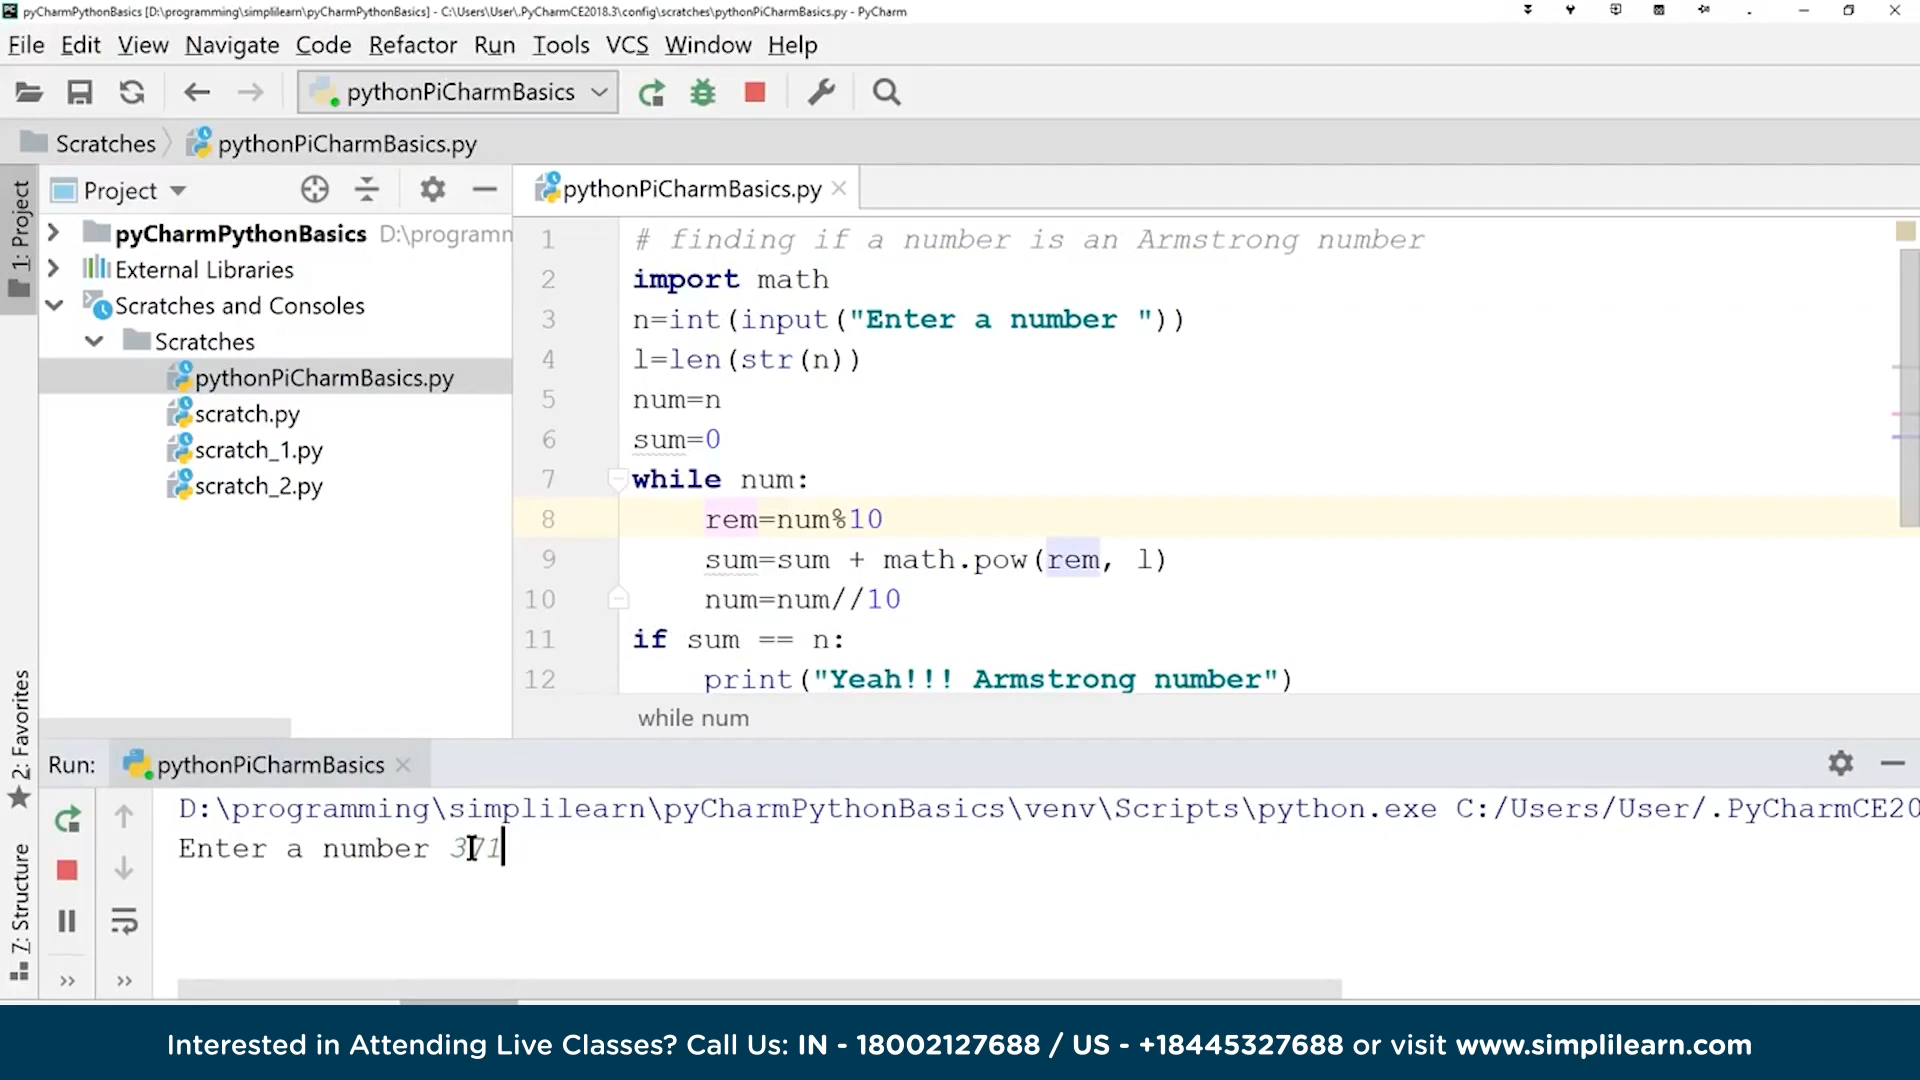 pyCharmPythonBasics [D:\programming\simplilearn\pyCharmPythonBasics] - C:\Users\User\.PyCharmCE2018.3\config\scratches\pythonPiCharmBasics.py - PyCharm
File Edit View Navigate Code Refactor Run Tools VCS Window Help
pythonPiCharmBasics
Scratches pythonPiCharmBasics.py
1: Project
Project
pyCharmPythonBasics D:\programm
External Libraries
Scratches and Consoles
Scratches
pythonPiCharmBasics.py
scratch.py
scratch_1.py
scratch_2.py
pythonPiCharmBasics.py
1 # finding if a number is an Armstrong number
2 import math
3 n=int(input("Enter a number "))
4 l=len(str(n))
5 num=n
6 sum=0
7 while num:
8 rem=num%10
9 sum=sum + math.pow(rem, l)
10 num=num//10
11 if sum == n:
12 print("Yeah!!! Armstrong number")
while num
2: Favorites
7: Structure
Run: pythonPiCharmBasics
D:\programming\simplilearn\pyCharmPythonBasics\venv\Scripts\python.exe C:/Users/User/.PyCharmCE20
Enter a number 371
Interested in Attending Live Classes? Call Us: IN - 18002127688 / US - +18445327688 or visit www.simplilearn.com